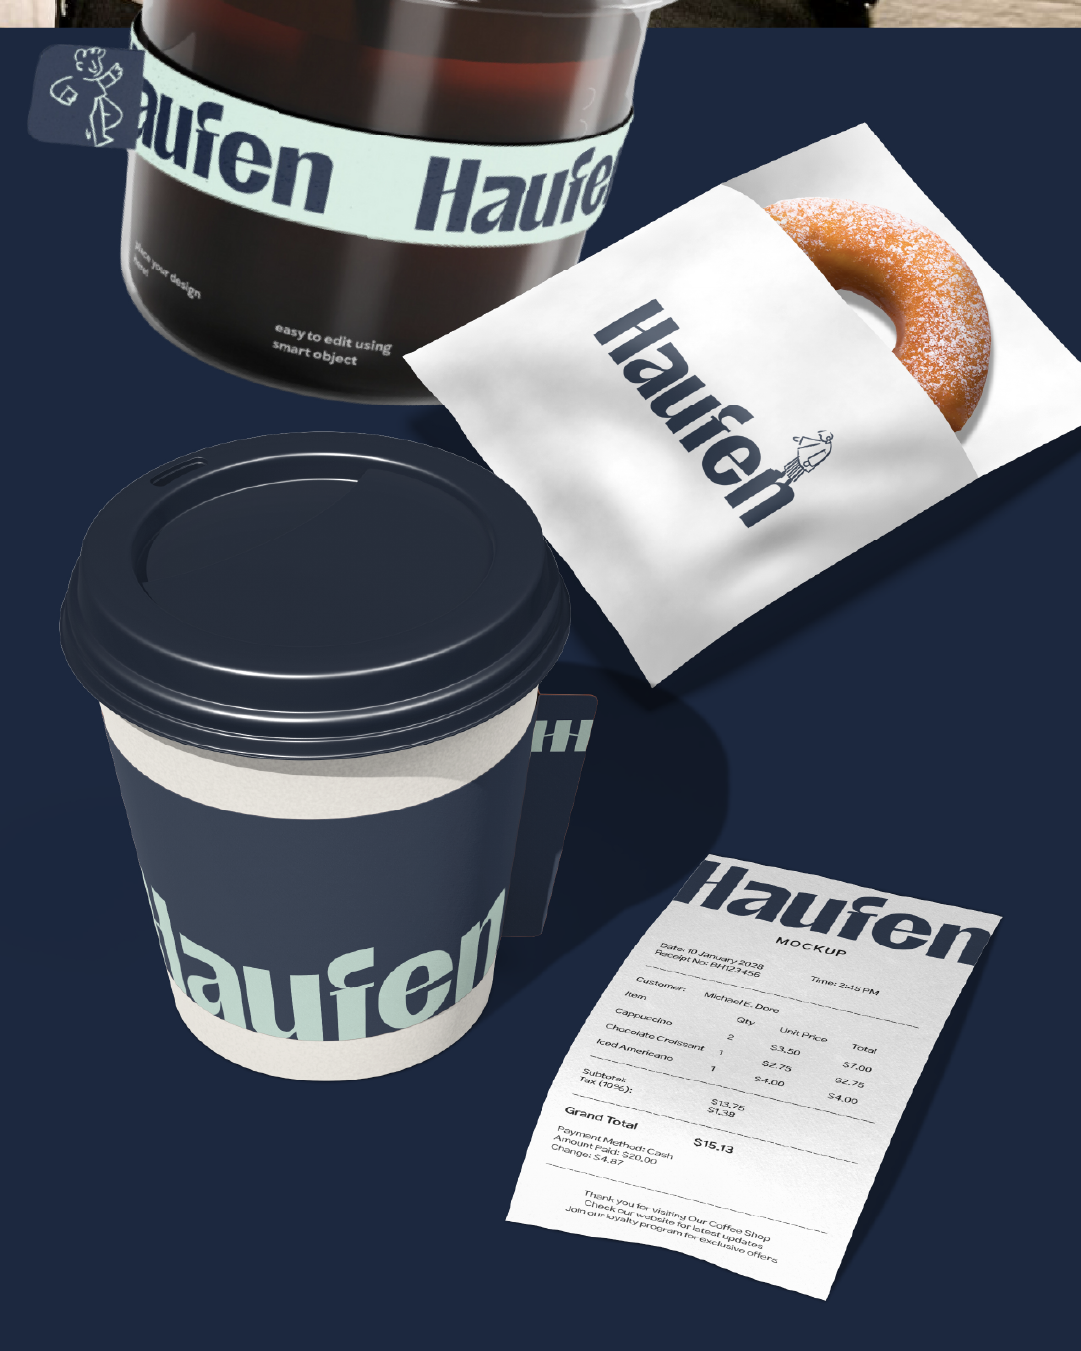 aufen Haufen
place your design
here!
easy to edit using
smart object
Haufen
HH
Haufen
Haufen
MOCKUP
Date: 10 January 2028
Receipt No: BH123456 Time: 2:15 PM
Customer: Michael E. Dore
Item Qty Unit Price Total
Cappuccino 2 $3.50 $7.00
Chocolate Croissant 1 $2.75 $2.75
Iced Americano 1 $4.00 $4.00
Subtotal: $13.75
Tax (10%): $1.38
Grand Total $15.13
Payment Method: Cash
Amount Paid: $20.00
Change: $4.87
Thank you for visiting Our Coffee Shop
Check our website for latest updates
Join our loyalty program for exclusive offers